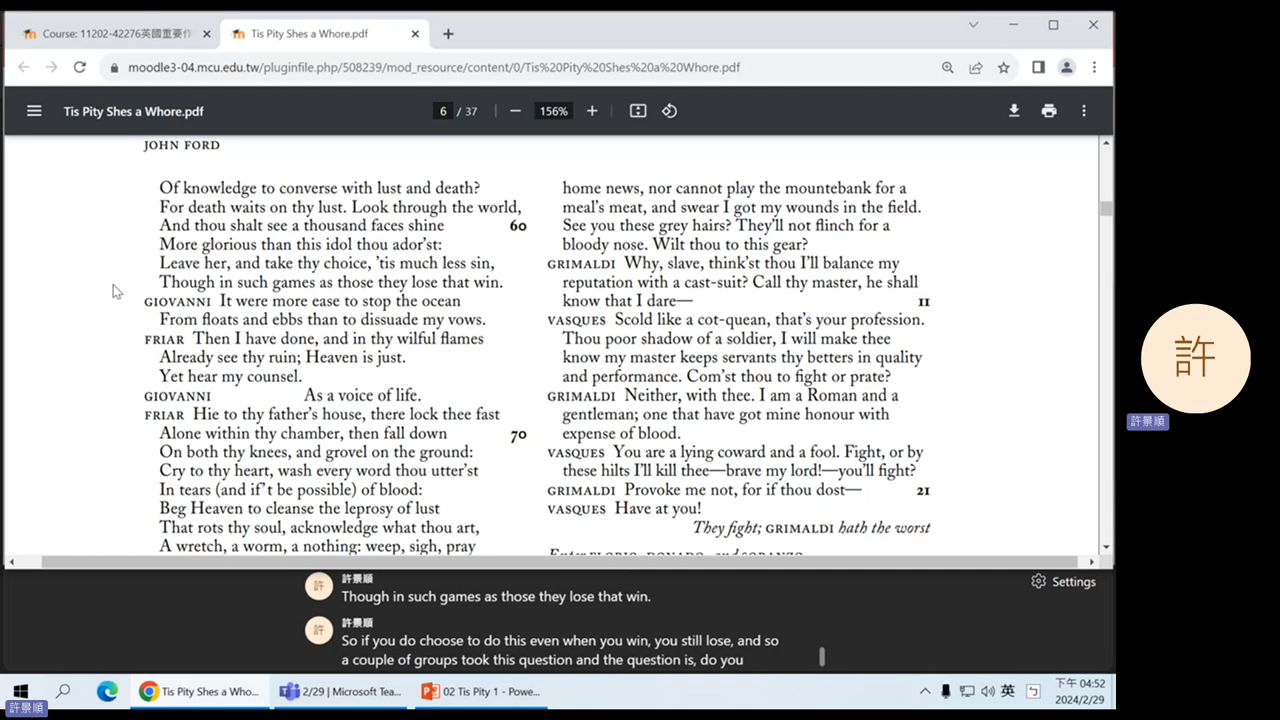 Course: 11202-42276英國重要作
Tis Pity Shes a Whore.pdf
moodle3-04.mcu.edu.tw/pluginfile.php/508239/mod_resource/content/0/Tis%20Pity%20Shes%20a%20Whore.pdf
Tis Pity Shes a Whore.pdf
6 / 37
156%
JOHN FORD
Of knowledge to converse with lust and death?
For death waits on thy lust. Look through the world,
And thou shalt see a thousand faces shine 60
More glorious than this idol thou ador'st:
Leave her, and take thy choice, 'tis much less sin,
Though in such games as those they lose that win.
GIOVANNI It were more ease to stop the ocean
From floats and ebbs than to dissuade my vows.
FRIAR Then I have done, and in thy wilful flames
Already see thy ruin; Heaven is just.
Yet hear my counsel.
GIOVANNI As a voice of life.
FRIAR Hie to thy father's house, there lock thee fast
Alone within thy chamber, then fall down 70
On both thy knees, and grovel on the ground:
Cry to thy heart, wash every word thou utter'st
In tears (and if't be possible) of blood:
Beg Heaven to cleanse the leprosy of lust
That rots thy soul, acknowledge what thou art,
A wretch, a worm, a nothing: weep, sigh, pray
home news, nor cannot play the mountebank for a
meal's meat, and swear I got my wounds in the field.
See you these grey hairs? They'll not flinch for a
bloody nose. Wilt thou to this gear?
GRIMALDI Why, slave, think'st thou I'll balance my
reputation with a cast-suit? Call thy master, he shall
know that I dare— 11
VASQUES Scold like a cot-quean, that's your profession.
Thou poor shadow of a soldier, I will make thee
know my master keeps servants thy betters in quality
and performance. Com'st thou to fight or prate?
GRIMALDI Neither, with thee. I am a Roman and a
gentleman; one that have got mine honour with
expense of blood.
VASQUES You are a lying coward and a fool. Fight, or by
these hilts I'll kill thee—brave my lord!—you'll fight?
GRIMALDI Provoke me not, for if thou dost— 21
VASQUES Have at you!
They fight; GRIMALDI hath the worst
Enter FLORIO, DONADO, and SORANZO
許
許景順
許
許景順
Though in such games as those they lose that win.
許
許景順
So if you do choose to do this even when you win, you still lose, and so
a couple of groups took this question and the question is, do you
Settings
Tis Pity Shes a Who...
2/29 | Microsoft Tea...
02 Tis Pity 1 - Powe...
英
下午 04:52
2024/2/29
許景順